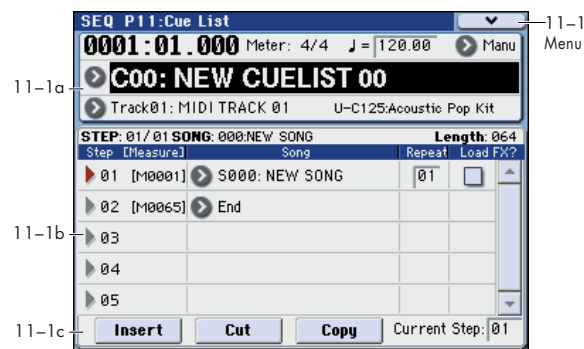 SEQ P11:Cue List
11–1 Menu
0001:01.000 Meter: 4/4 ♩= 120.00 Manu
11–1a
C00: NEW CUELIST 00
Track01: MIDI TRACK 01 U-C125:Acoustic Pop Kit
STEP: 01/01 SONG: 000:NEW SONG Length: 064
Step [Measure] Song Repeat Load FX?
01 [M0001] S000: NEW SONG 01
02 [M0065] End
11–1b
03
04
05
11–1c
Insert Cut Copy Current Step: 01